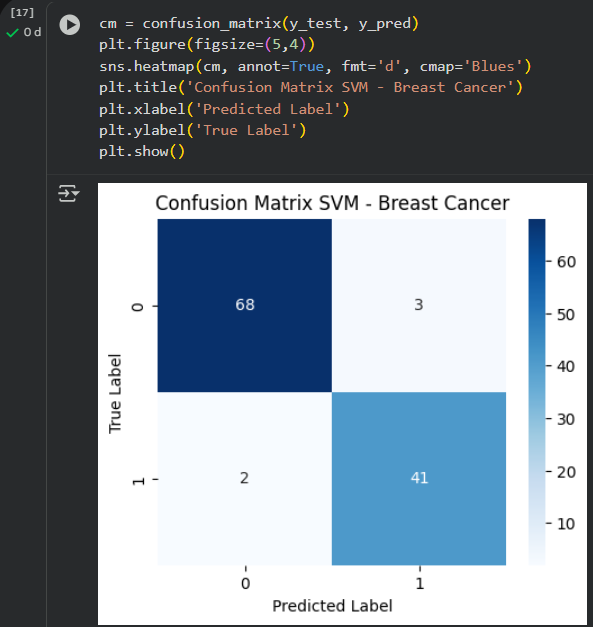 [17]
0 d
cm = confusion_matrix(y_test, y_pred)
plt.figure(figsize=(5,4))
sns.heatmap(cm, annot=True, fmt='d', cmap='Blues')
plt.title('Confusion Matrix SVM - Breast Cancer')
plt.xlabel('Predicted Label')
plt.ylabel('True Label')
plt.show()
Confusion Matrix SVM - Breast Cancer
True Label
0
68
3
1
2
41
0
1
Predicted Label
60
50
40
30
20
10